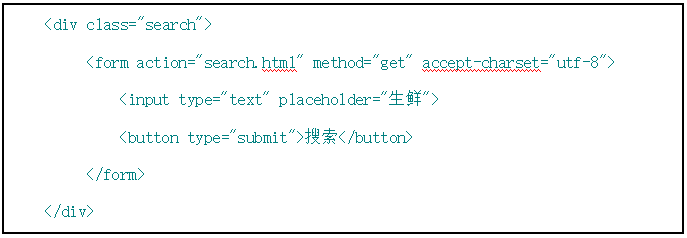 <div class="search">
<form action="search.html" method="get" accept-charset="utf-8">
<input type="text" placeholder="生鲜">
<button type="submit">搜索</button>
</form>
</div>